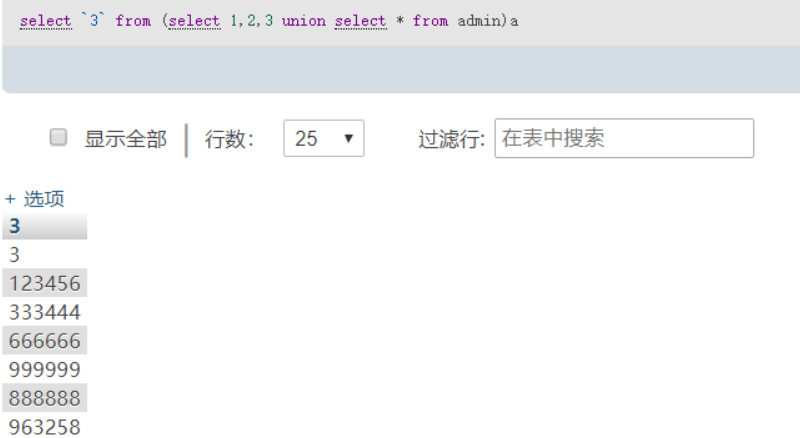 select `3` from (select 1,2,3 union select * from admin)a
显示全部 行数: 25 过滤行: 在表中搜索
+ 选项
3
3
123456
333444
666666
999999
888888
963258